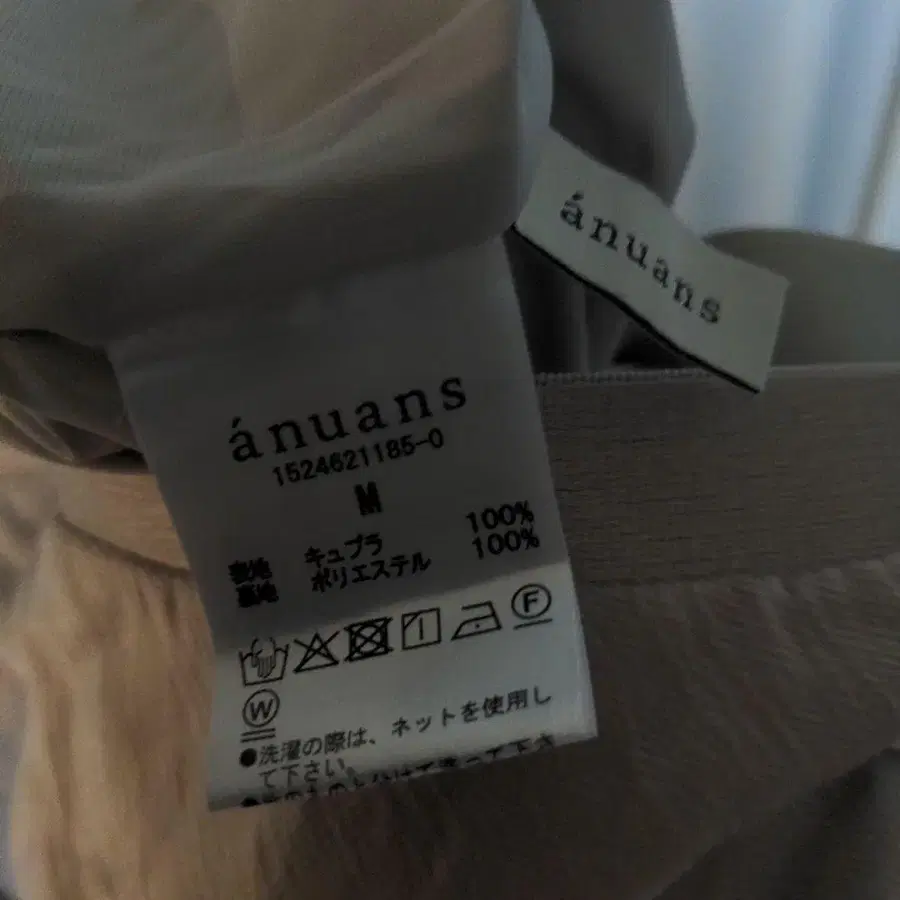 ánuans
ánuans
1524621185-0
M
表地 キュプラ 100%
裏地 ポリエステル 100%
F
W
●洗濯の際は、ネットを使用し
て下さい。